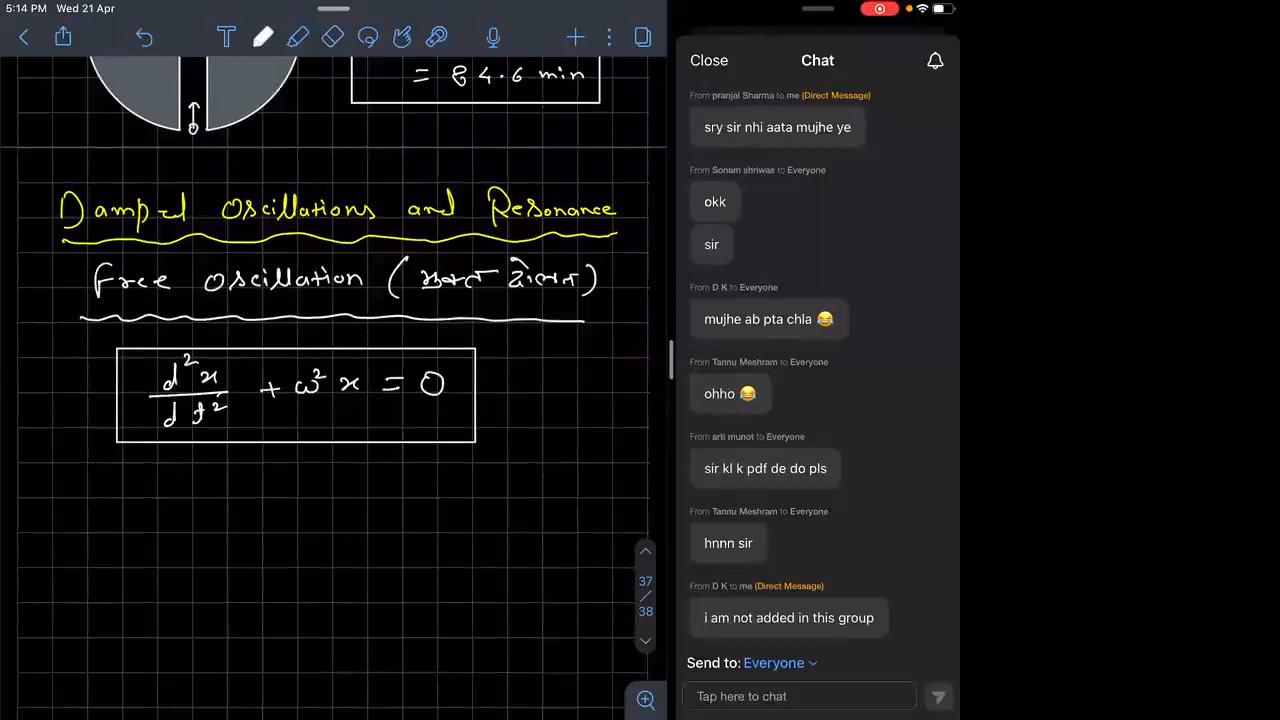 5:14 PM Wed 21 Apr
= 84.6 min
Damped Oscillations and Resonance
Free Oscillation (मुक्त दोलन)
d²x
dt²
+ ω² x = 0
37
38
Close
Chat
From pranjal Sharma to me (Direct Message)
sry sir nhi aata mujhe ye
From Sonam shriwas to Everyone
okk
sir
From D K to Everyone
mujhe ab pta chla 😂
From Tannu Meshram to Everyone
ohho 😂
From arti munot to Everyone
sir kl k pdf de do pls
From Tannu Meshram to Everyone
hnnn sir
From D K to me (Direct Message)
i am not added in this group
Send to: Everyone
Tap here to chat